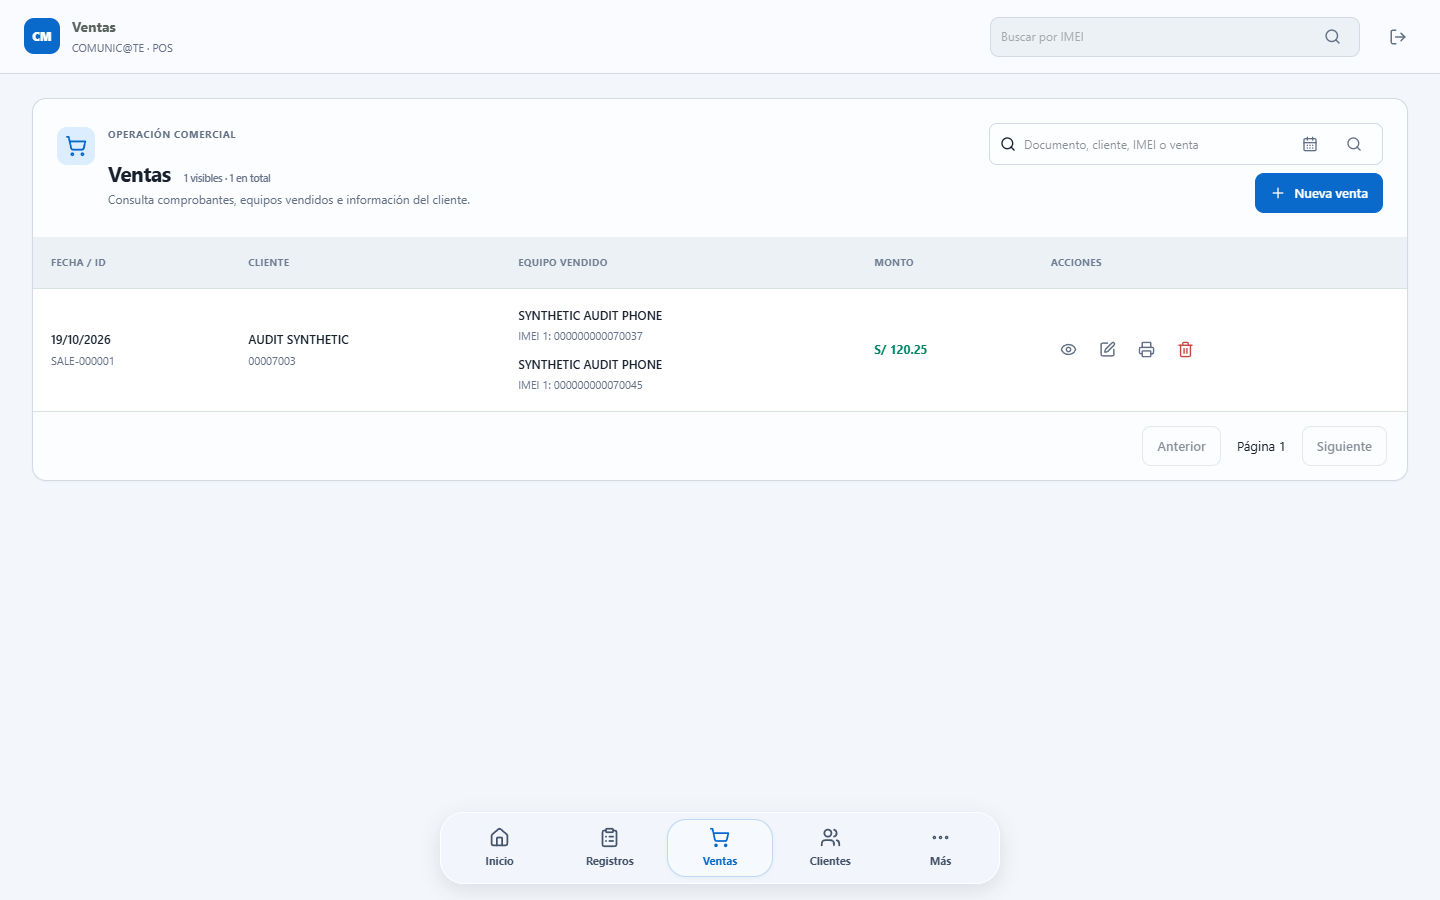 CM
Ventas
COMUNIC@TE · POS
Buscar por IMEI
OPERACIÓN COMERCIAL
Ventas 1 visibles · 1 en total
Consulta comprobantes, equipos vendidos e información del cliente.
Documento, cliente, IMEI o venta
Nueva venta
FECHA / ID CLIENTE EQUIPO VENDIDO MONTO ACCIONES
19/10/2026
SALE-000001
AUDIT SYNTHETIC
00007003
SYNTHETIC AUDIT PHONE
IMEI 1: 000000000070037
SYNTHETIC AUDIT PHONE
IMEI 1: 000000000070045
S/ 120.25
Anterior Página 1 Siguiente
Inicio Registros Ventas Clientes Más